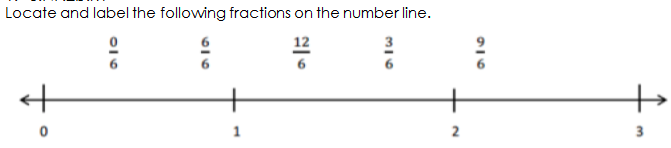 Locate and label the following fractions on the number line.
0/6 6/6 12/6 3/6 9/6
0 1 2 3